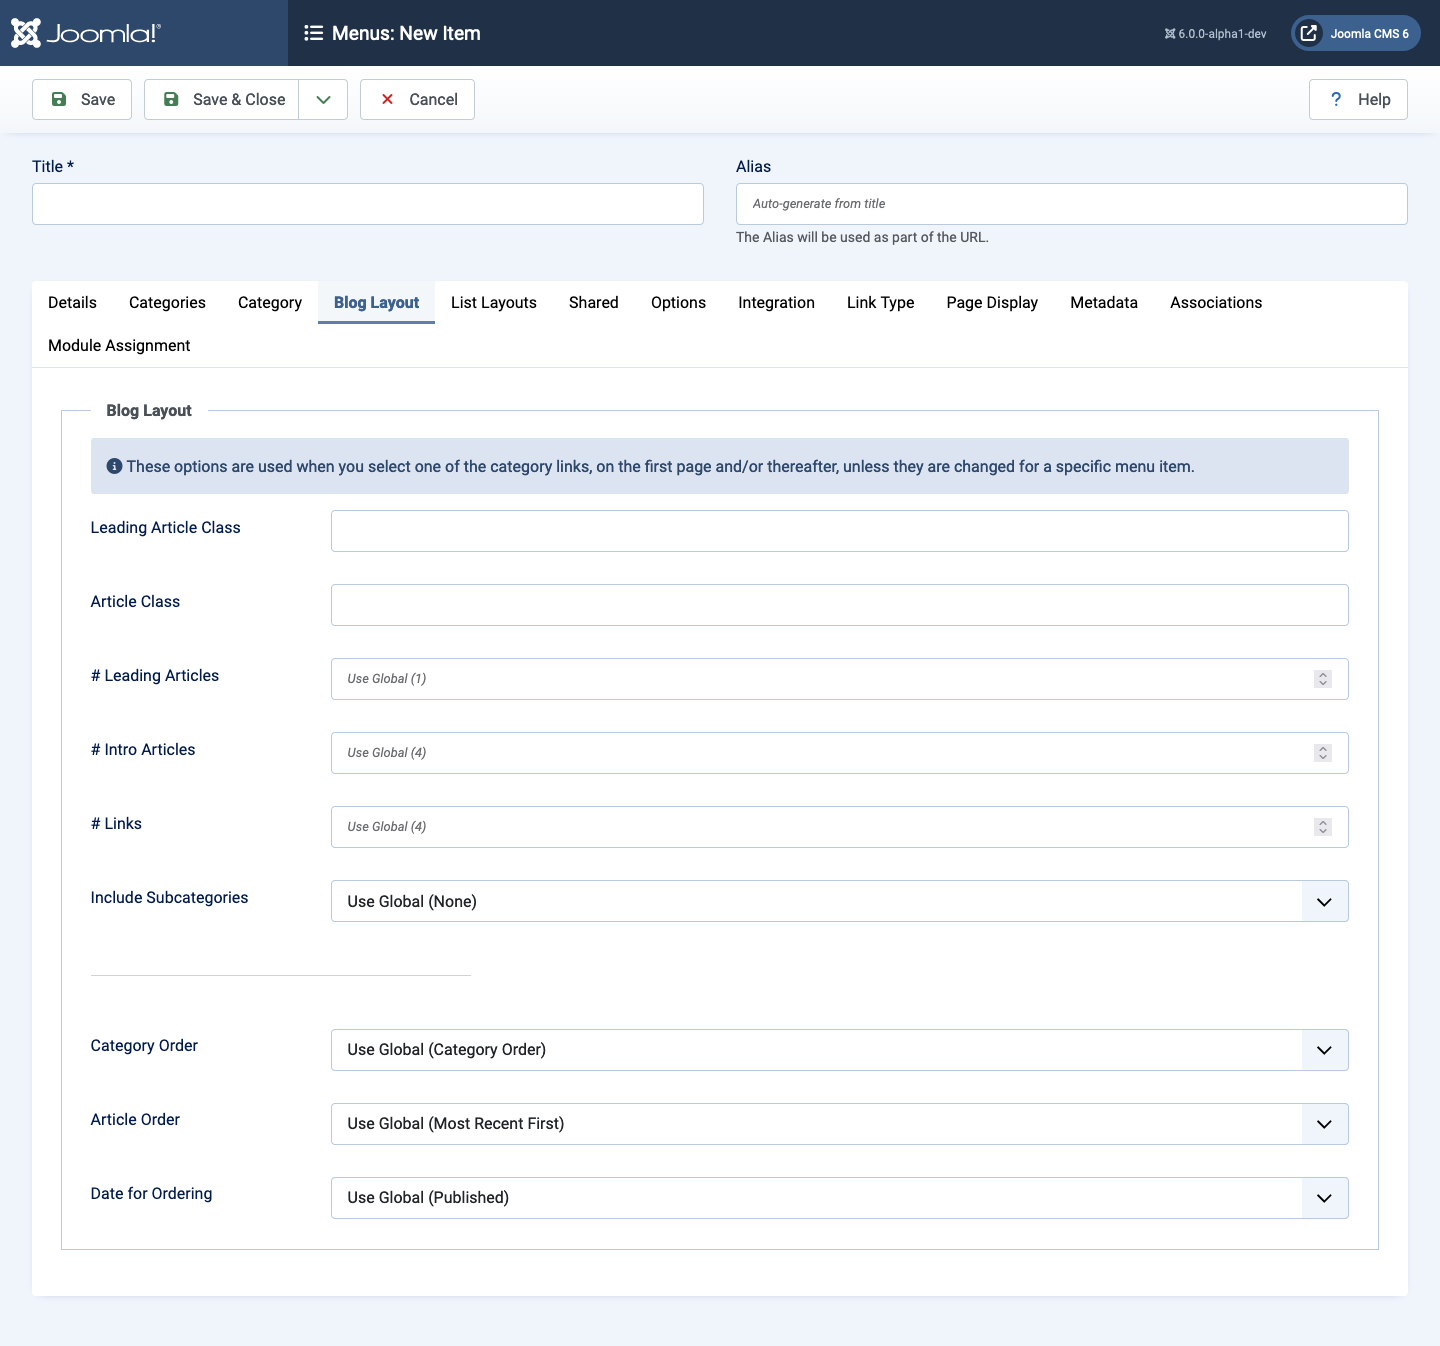 Joomla!®
Menus: New Item
6.0.0-alpha1-dev
Joomla CMS 6
Save
Save & Close
Cancel
? Help
Title *
Alias
Auto-generate from title
The Alias will be used as part of the URL.
Details Categories Category Blog Layout List Layouts Shared Options Integration Link Type Page Display Metadata Associations
Module Assignment
Blog Layout
These options are used when you select one of the category links, on the first page and/or thereafter, unless they are changed for a specific menu item.
Leading Article Class
Article Class
# Leading Articles
Use Global (1)
# Intro Articles
Use Global (4)
# Links
Use Global (4)
Include Subcategories
Use Global (None)
Category Order
Use Global (Category Order)
Article Order
Use Global (Most Recent First)
Date for Ordering
Use Global (Published)